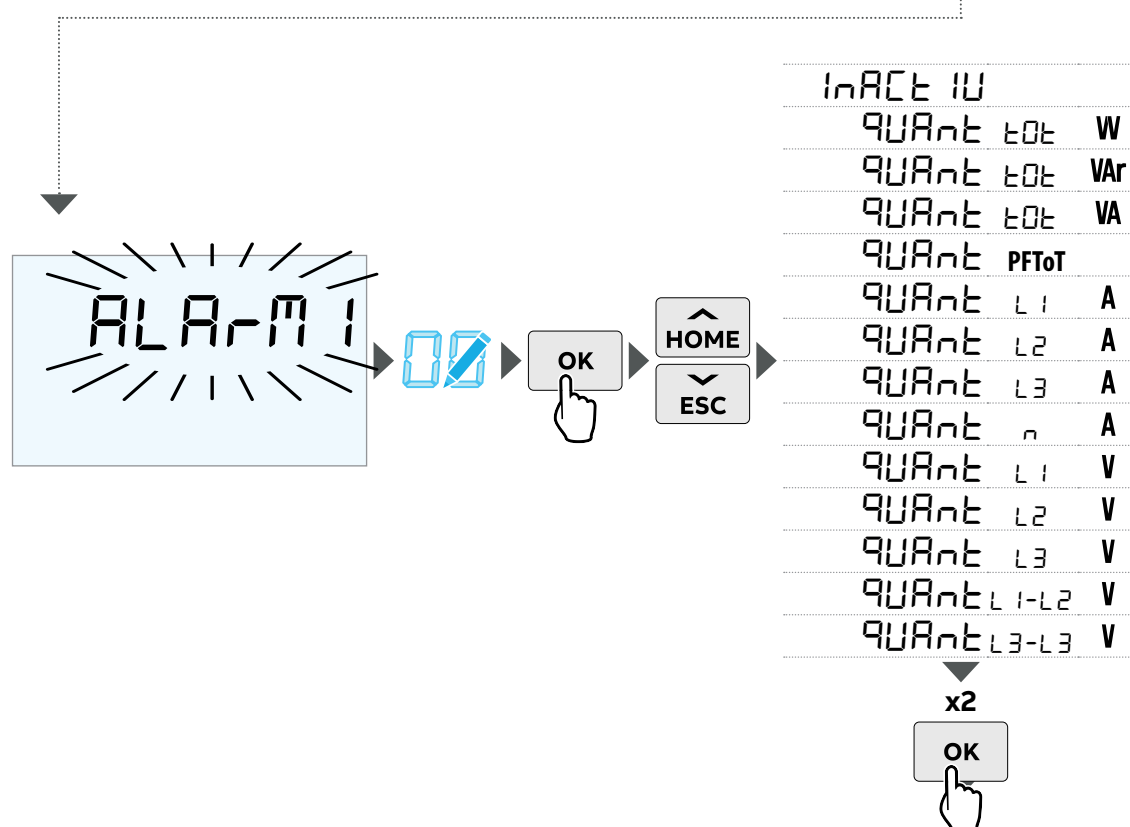 ALArM 1
00
OK
HOME
ESC
InACt IU
qUAnt tOt W
qUAnt tOt VAr
qUAnt tOt VA
qUAnt PFToT
qUAnt L1 A
qUAnt L2 A
qUAnt L3 A
qUAnt n A
qUAnt L1 V
qUAnt L2 V
qUAnt L3 V
qUAnt L1-L2 V
qUAnt L3-L3 V
x2
OK